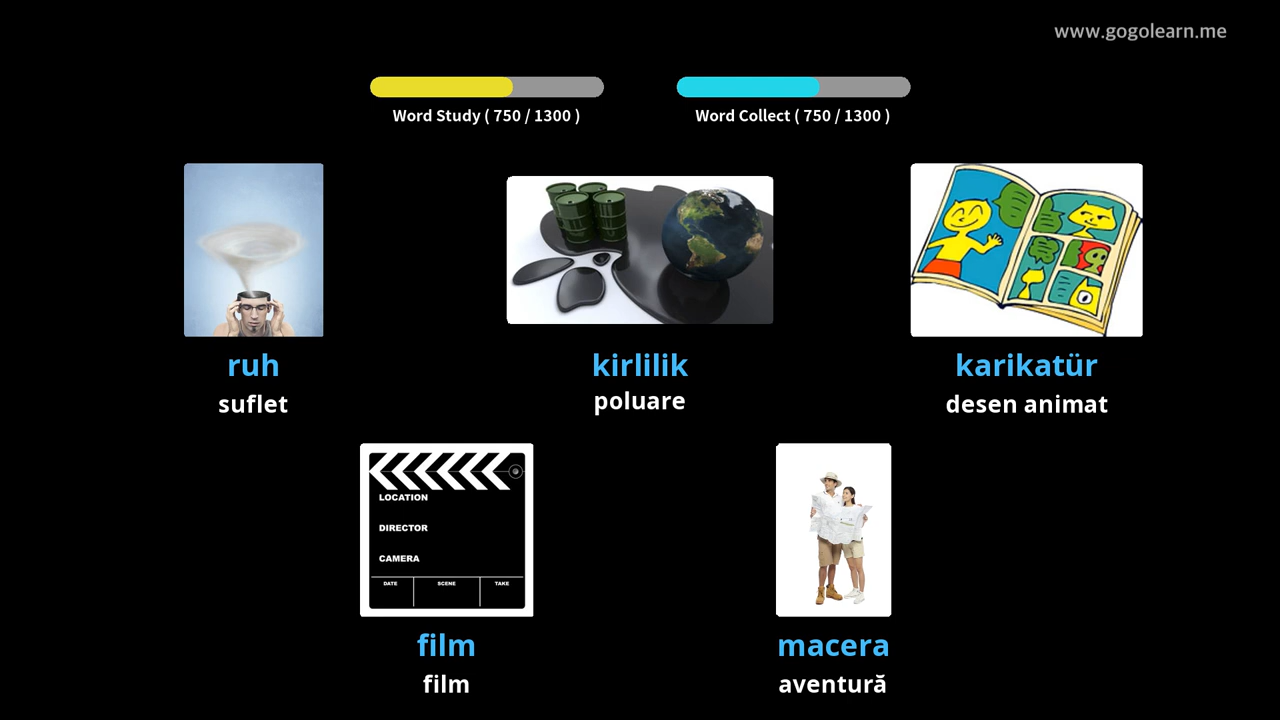 www.gogolearn.me
Word Study ( 750 / 1300 )
Word Collect ( 750 / 1300 )
ruh
suflet
kirlilik
poluare
karikatür
desen animat
LOCATION
DIRECTOR
CAMERA
DATE SCENE TAKE
film
film
macera
aventură